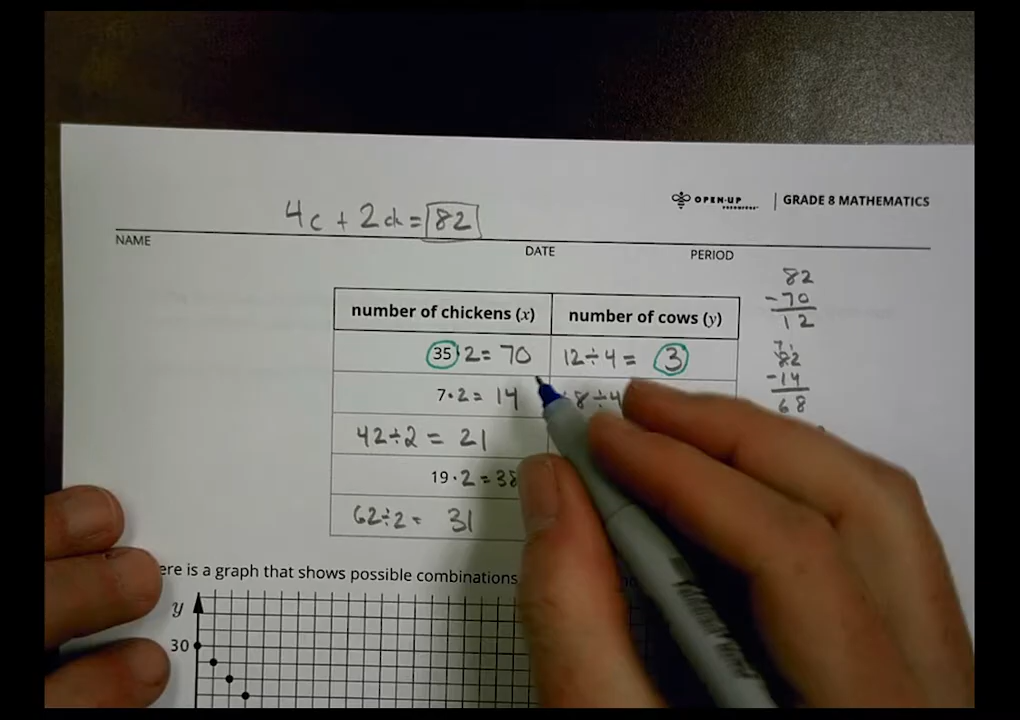 4c + 2ch = 82
OPEN-UP | GRADE 8 MATHEMATICS
NAME DATE PERIOD
82
-70
12
number of chickens (x) number of cows (y)
35·2= 70 12÷4= 3
82
-14
68
7·2= 14 8÷4
42÷2 = 21
19·2=38
62÷2= 31
ere is a graph that shows possible combinations
y
30